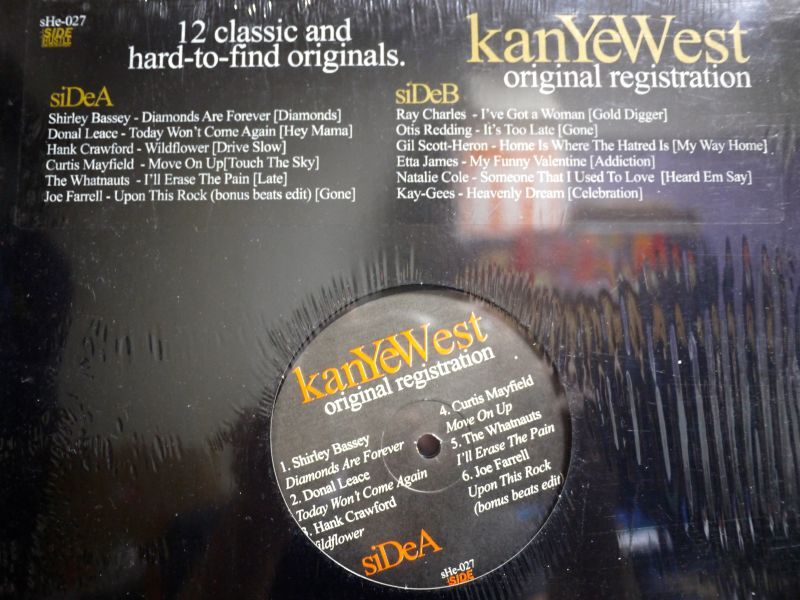 sHe-027
SIDE
HUSTLE
12 classic and
hard-to-find originals.
kanYeWest
original registration
siDeA
Shirley Bassey - Diamonds Are Forever [Diamonds]
Donal Leace - Today Won't Come Again [Hey Mama]
Hank Crawford - Wildflower [Drive Slow]
Curtis Mayfield - Move On Up[Touch The Sky]
The Whatnauts - I'll Erase The Pain [Late]
Joe Farrell - Upon This Rock (bonus beats edit) [Gone]
siDeB
Ray Charles - I've Got a Woman [Gold Digger]
Otis Redding - It's Too Late [Gone]
Gil Scott-Heron - Home Is Where The Hatred Is [My Way Home]
Etta James - My Funny Valentine [Addiction]
Natalie Cole - Someone That I Used To Love [Heard Em Say]
Kay-Gees - Heavenly Dream [Celebration]
kanYeWest
original registration
1. Shirley Bassey
Diamonds Are Forever
2. Donal Leace
Today Won't Come Again
3. Hank Crawford
ildflower
4. Curtis Mayfield
Move On Up
5. The Whatnauts
I'll Erase The Pain
6. Joe Farrell
Upon This Rock
(bonus beats edit)
siDeA
sHe-027
SIDE